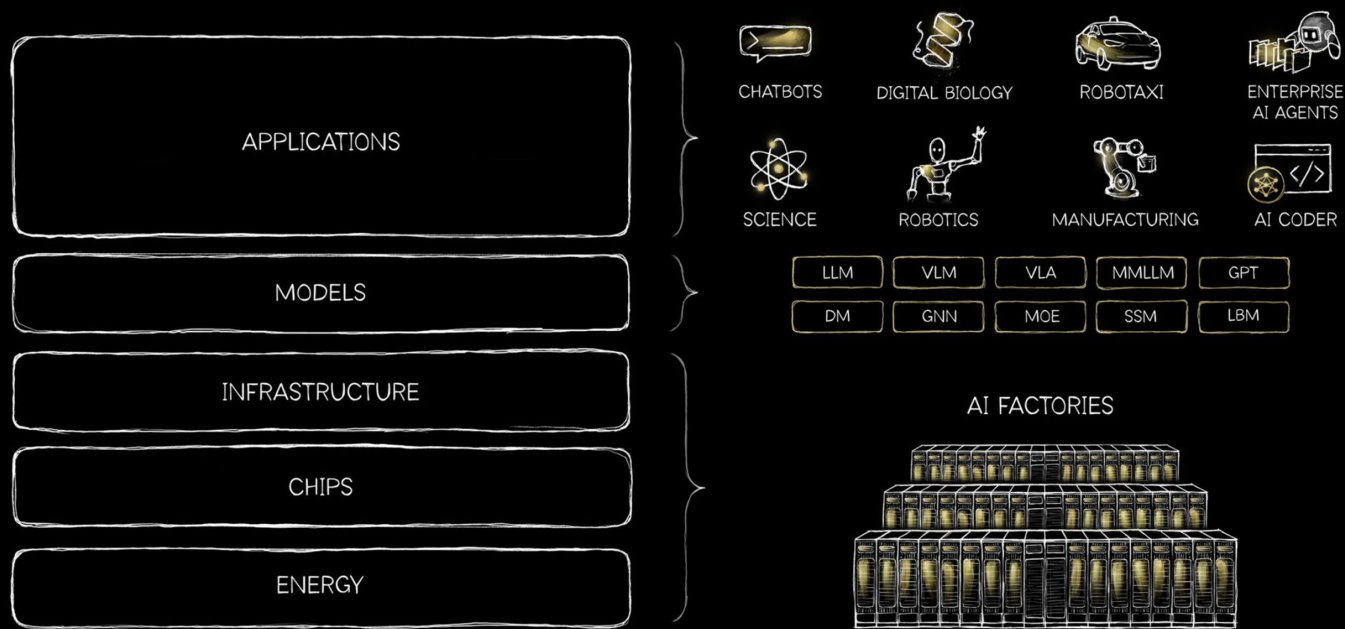 APPLICATIONS
CHATBOTS
DIGITAL BIOLOGY
ROBOTAXI
ENTERPRISE
AI AGENTS
SCIENCE
ROBOTICS
MANUFACTURING
AI CODER
MODELS
LLM
VLM
VLA
MMLLM
GPT
DM
GNN
MOE
SSM
LBM
INFRASTRUCTURE
CHIPS
ENERGY
AI FACTORIES